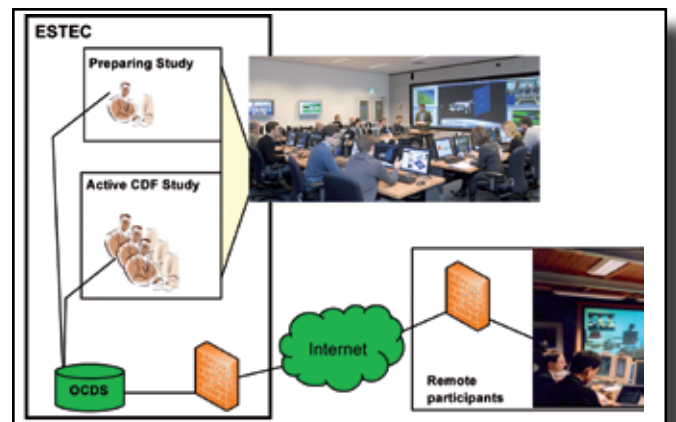 ESTEC
Preparing Study
Active CDF Study
OCDS
Internet
Remote
participants